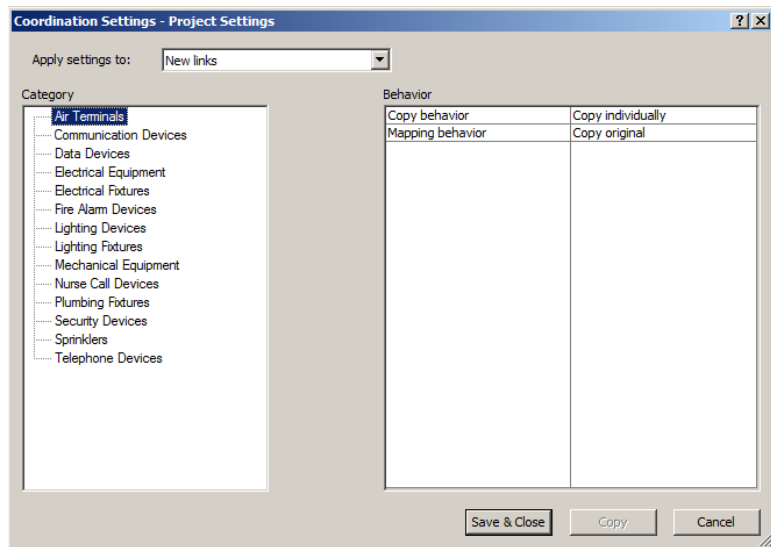 Coordination Settings - Project Settings
Apply settings to: New links
Category
Air Terminals
Communication Devices
Data Devices
Electrical Equipment
Electrical Fixtures
Fire Alarm Devices
Lighting Devices
Lighting Fixtures
Mechanical Equipment
Nurse Call Devices
Plumbing Fixtures
Security Devices
Sprinklers
Telephone Devices
Behavior
Copy behavior Copy individually
Mapping behavior Copy original
Save & Close Copy Cancel